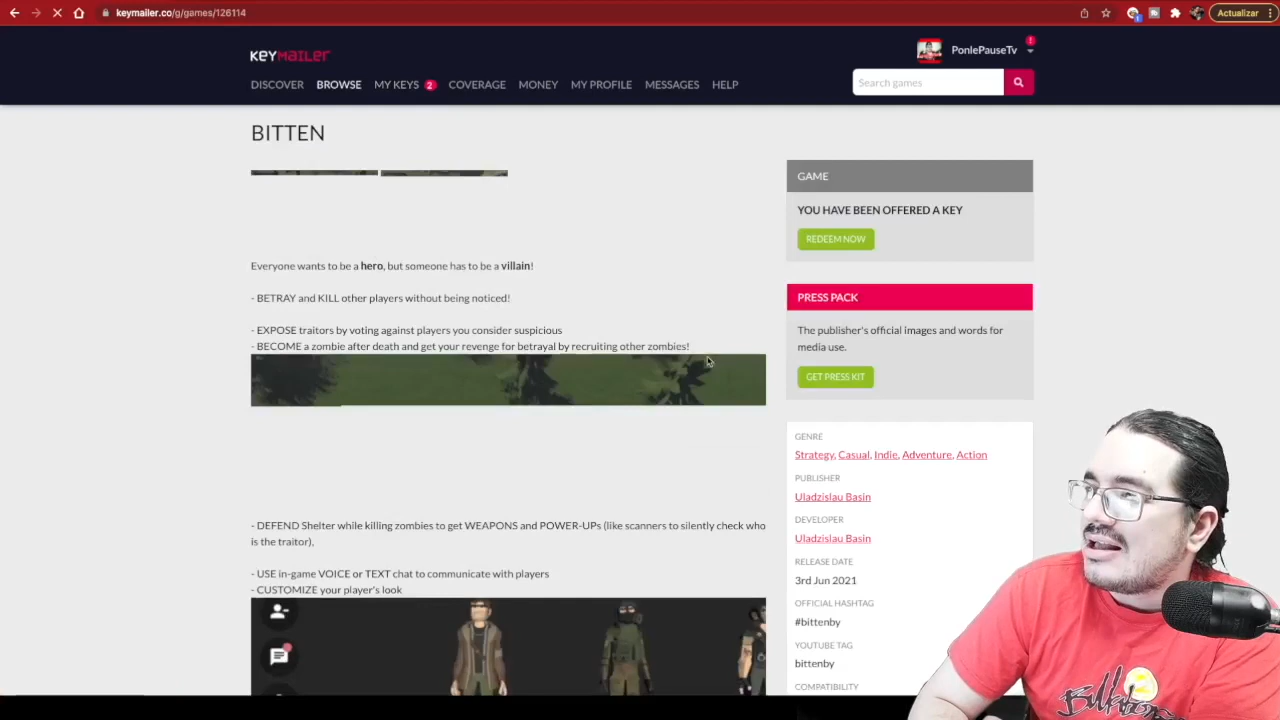 keymailer.co/g/games/126114
Actualizar
KEYMAILER
PonlePauseTv
!
DISCOVER BROWSE MY KEYS 2 COVERAGE MONEY MY PROFILE MESSAGES HELP
Search games
BITTEN
GAME
YOU HAVE BEEN OFFERED A KEY
REDEEM NOW
Everyone wants to be a hero, but someone has to be a villain!
- BETRAY and KILL other players without being noticed!
- EXPOSE traitors by voting against players you consider suspicious
- BECOME a zombie after death and get your revenge for betrayal by recruiting other zombies!
PRESS PACK
The publisher's official images and words for
media use.
GET PRESS KIT
- DEFEND Shelter while killing zombies to get WEAPONS and POWER-UPs (like scanners to silently check who
is the traitor),
- USE in-game VOICE or TEXT chat to communicate with players
- CUSTOMIZE your player's look
GENRE
Strategy, Casual, Indie, Adventure, Action
PUBLISHER
Uladzislau Basin
DEVELOPER
Uladzislau Basin
RELEASE DATE
3rd Jun 2021
OFFICIAL HASHTAG
#bittenby
YOUTUBE TAG
bittenby
COMPATIBILITY